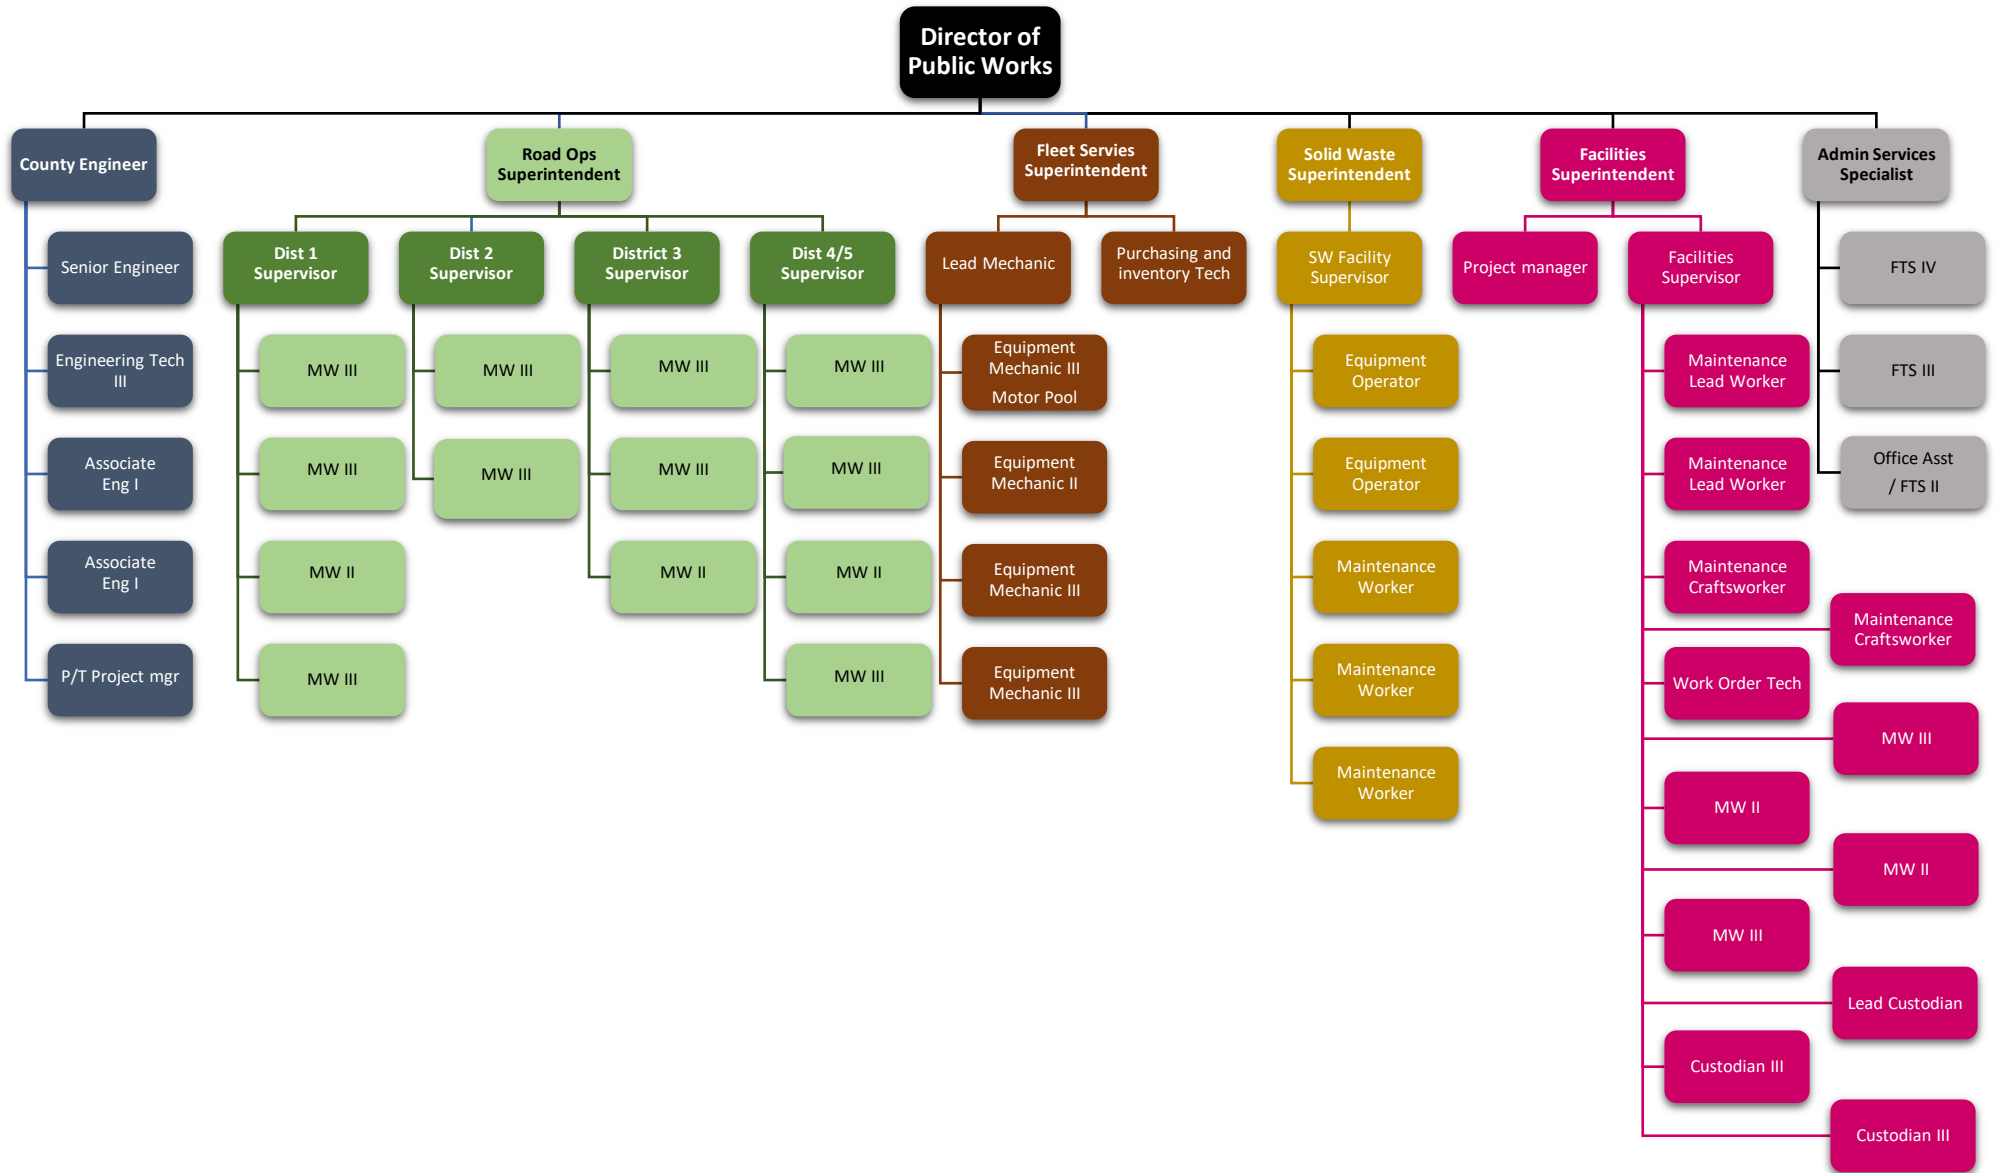 Director of
Public Works
County Engineer
Road Ops
Superintendent
Fleet Servies
Superintendent
Solid Waste
Superintendent
Facilities
Superintendent
Admin Services
Specialist
Senior Engineer
Engineering Tech
III
Associate
Eng I
Associate
Eng I
P/T Project mgr
Dist 1
Supervisor
MW III
MW III
MW II
MW III
Dist 2
Supervisor
MW III
MW III
District 3
Supervisor
MW III
MW III
MW II
Dist 4/5
Supervisor
MW III
MW III
MW II
MW III
Lead Mechanic
Equipment
Mechanic III
Motor Pool
Equipment
Mechanic II
Equipment
Mechanic III
Equipment
Mechanic III
Purchasing and
inventory Tech
SW Facility
Supervisor
Equipment
Operator
Equipment
Operator
Maintenance
Worker
Maintenance
Worker
Maintenance
Worker
Project manager
Facilities
Supervisor
Maintenance
Lead Worker
Maintenance
Lead Worker
Maintenance
Craftsworker
Maintenance
Craftsworker
Work Order Tech
MW III
MW II
MW II
MW III
Lead Custodian
Custodian III
Custodian III
FTS IV
FTS III
Office Asst
/ FTS II